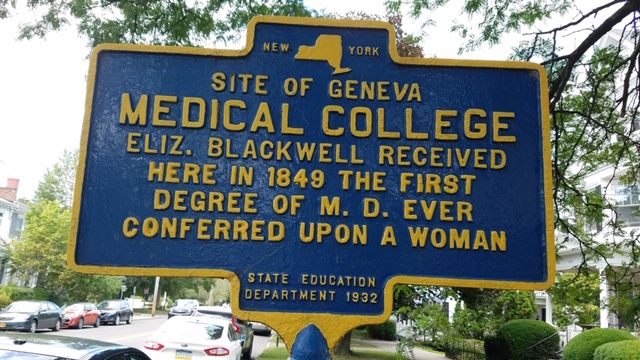 NEW YORK
SITE OF GENEVA
MEDICAL COLLEGE
ELIZ. BLACKWELL RECEIVED
HERE IN 1849 THE FIRST
DEGREE OF M. D. EVER
CONFERRED UPON A WOMAN
STATE EDUCATION
DEPARTMENT 1932